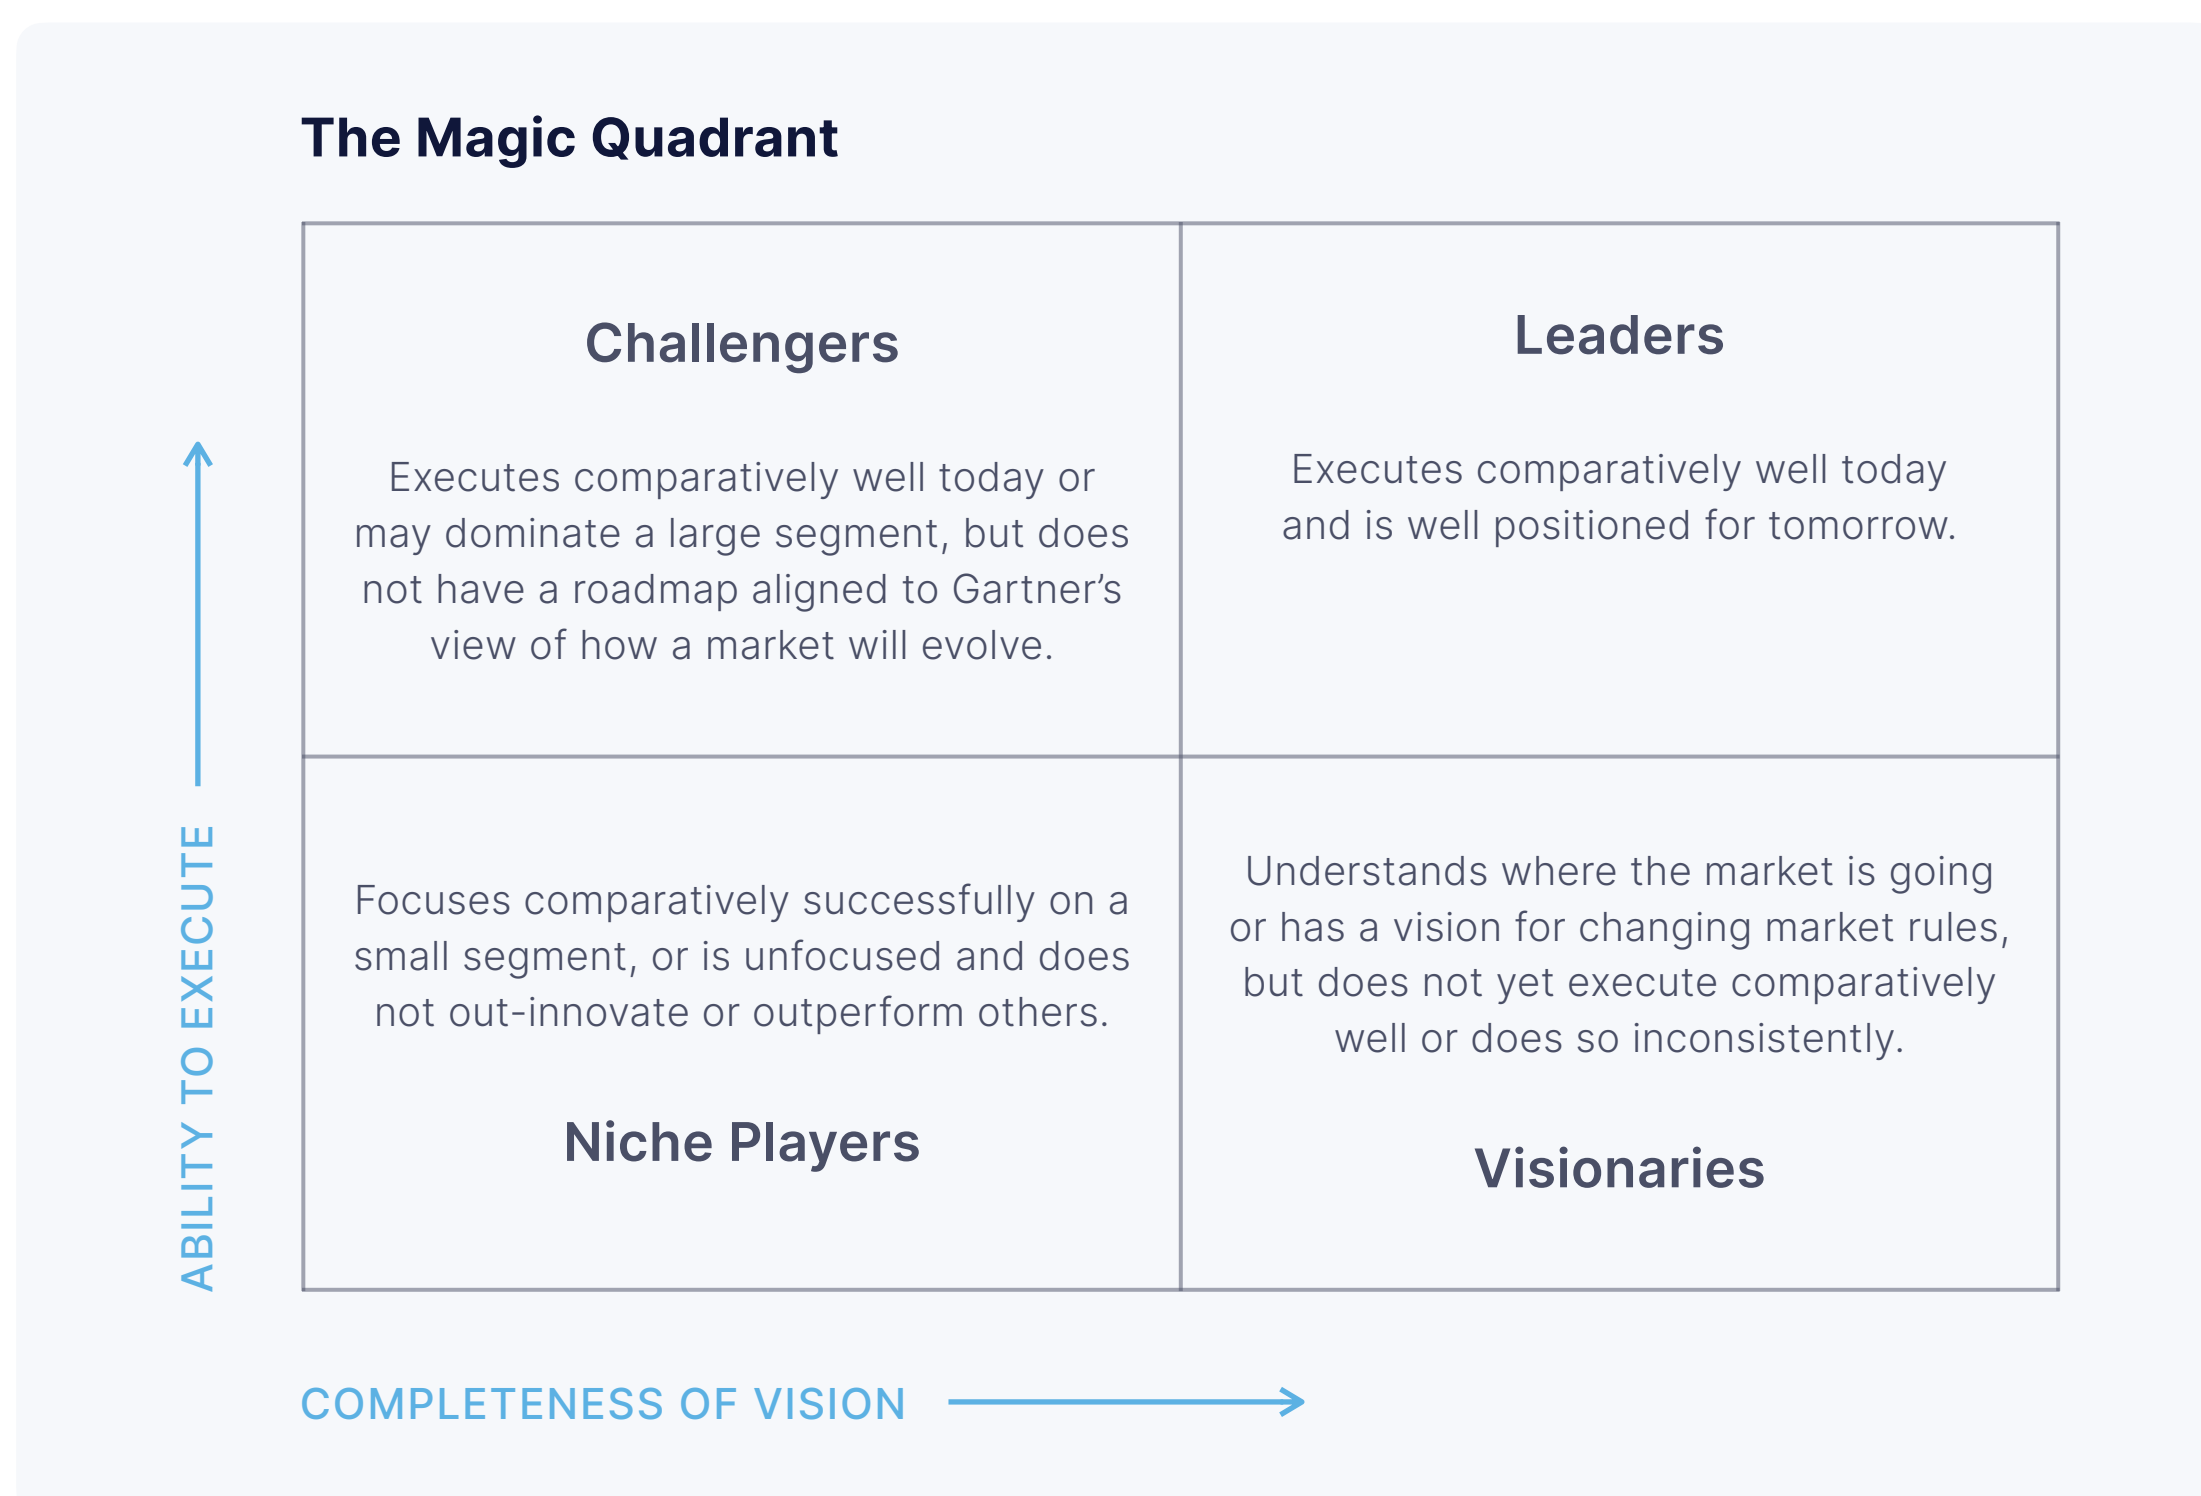 The Magic Quadrant
Challengers
Executes comparatively well today or
may dominate a large segment, but does
not have a roadmap aligned to Gartner’s
view of how a market will evolve.
Leaders
Executes comparatively well today
and is well positioned for tomorrow.
Focuses comparatively successfully on a
small segment, or is unfocused and does
not out-innovate or outperform others.
Niche Players
Understands where the market is going
or has a vision for changing market rules,
but does not yet execute comparatively
well or does so inconsistently.
Visionaries
ABILITY TO EXECUTE
COMPLETENESS OF VISION